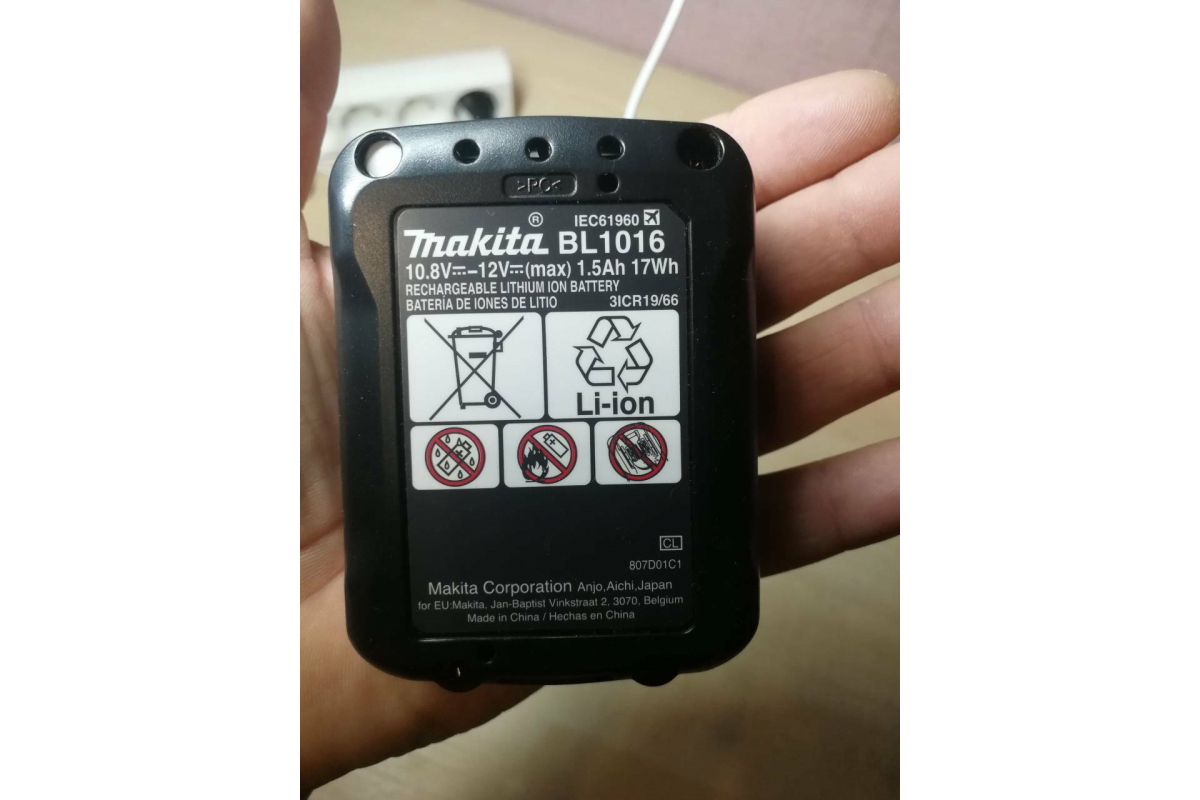 >PC<
IEC61960
makita® BL1016
10.8V⎓–12V⎓(max) 1.5Ah 17Wh
RECHARGEABLE LITHIUM ION BATTERY
BATERÍA DE IONES DE LITIO 3ICR19/66
Li-ion
CL
807D01C1
Makita Corporation Anjo,Aichi,Japan
for EU:Makita, Jan-Baptist Vinkstraat 2, 3070, Belgium
Made in China / Hechas en China